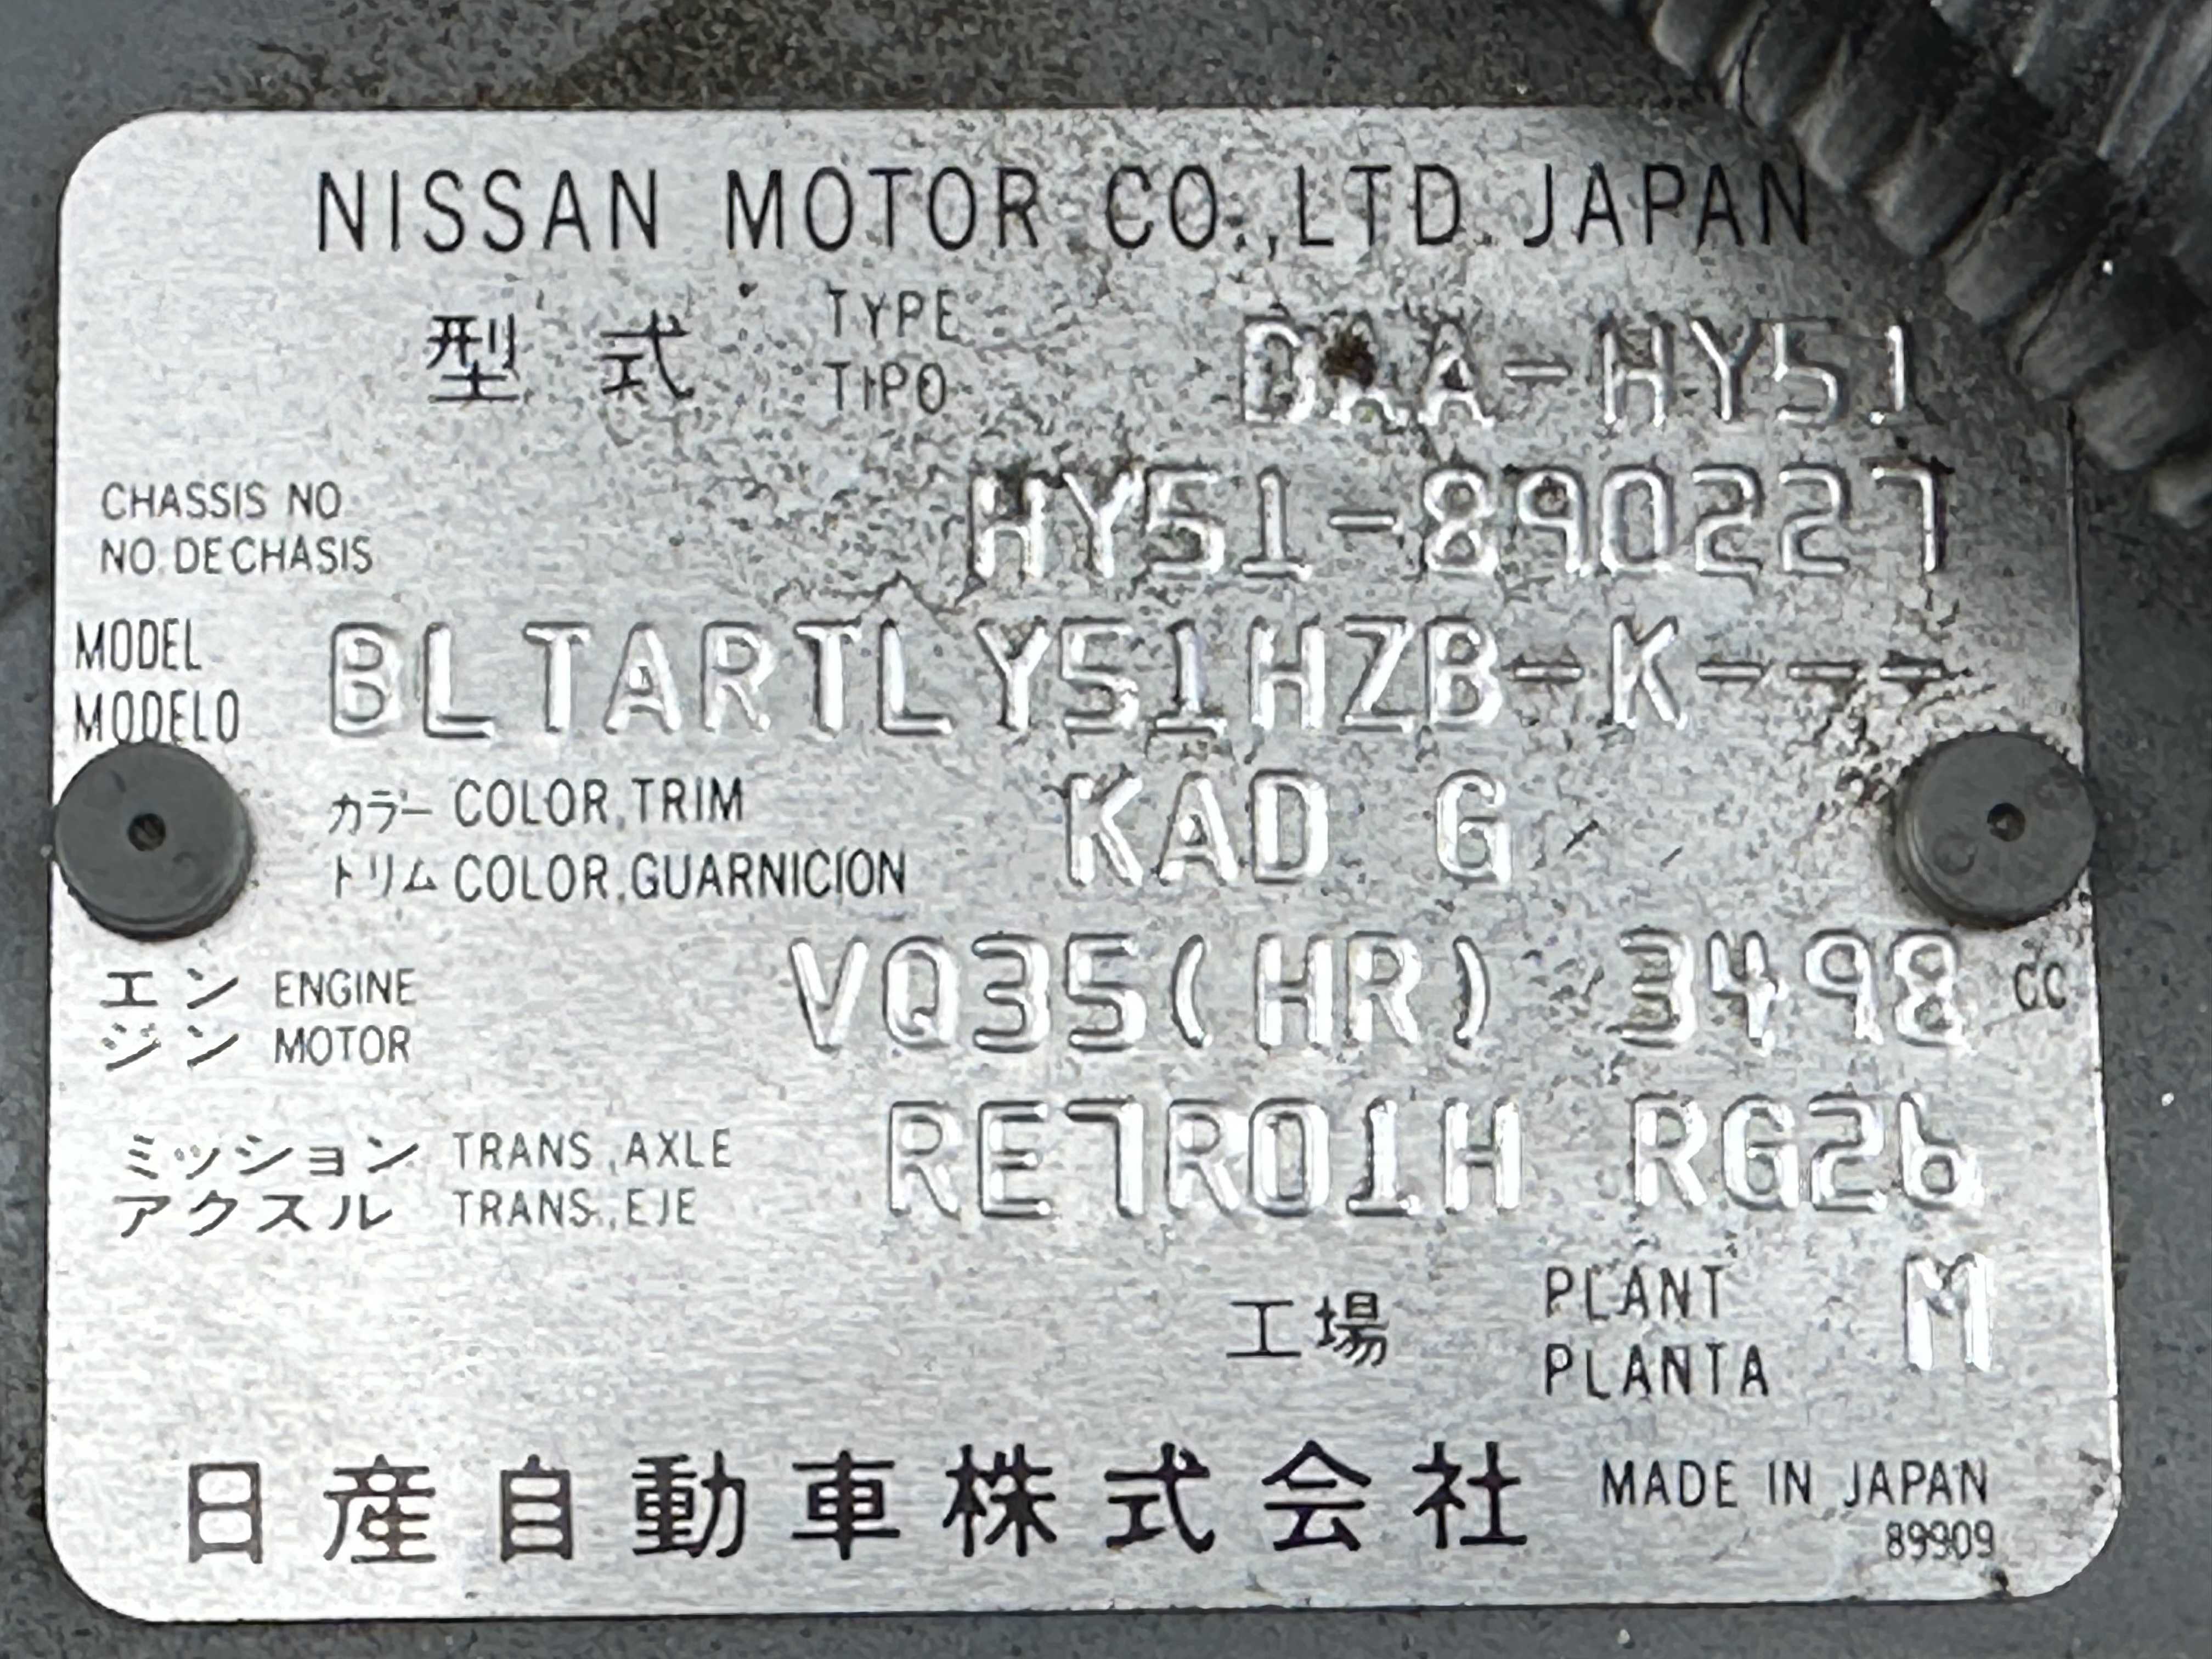 NISSAN MOTOR CO.,LTD.JAPAN
型式 TYPE DAA-HY51
TIPO
CHASSIS NO HY51-890227
NO.DE CHASIS
MODEL BLTARTLY51HZB-K---
MODELO
カラー COLOR,TRIM KAD G
トリム COLOR,GUARNICION
エン ENGINE VQ35(HR) 3498 CC
ジン MOTOR
ミッション TRANS.,AXLE RE7R01H RG26
アクスル TRANS.,EJE
工場 PLANT M
PLANTA
日産自動車株式会社 MADE IN JAPAN
89909